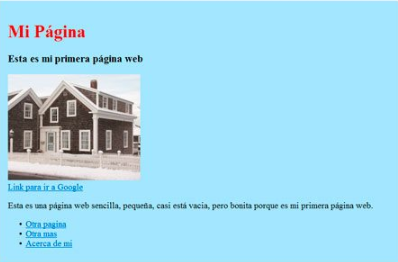 Mi Página
Esta es mi primera página web
Link para ir a Google
Esta es una página web sencilla, pequeña, casi está vacia, pero bonita porque es mi primera página web.
Otra pagina
Otra mas
Acerca de mi